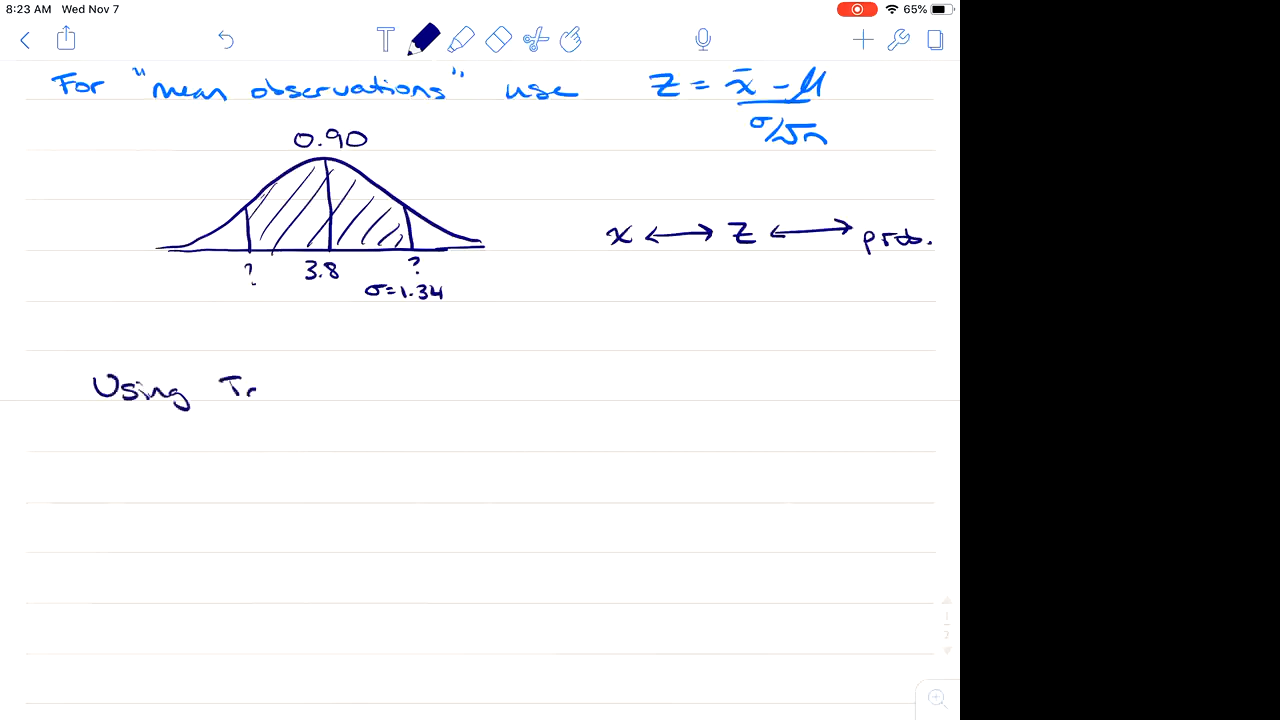 8:23 AM Wed Nov 7 65%
T
For "mean observations" use Z = x̄ - μ
σ/√n
0.90
x ↔ Z ↔ prob.
? 3.8 ?
σ=1.34
Using